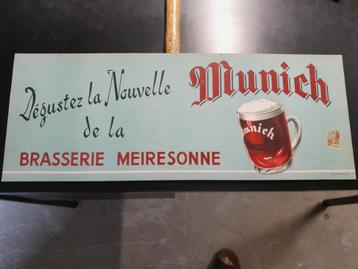 Dégustez la Nouvelle
Munich
de la
BRASSERIE MEIRESONNE
Munich